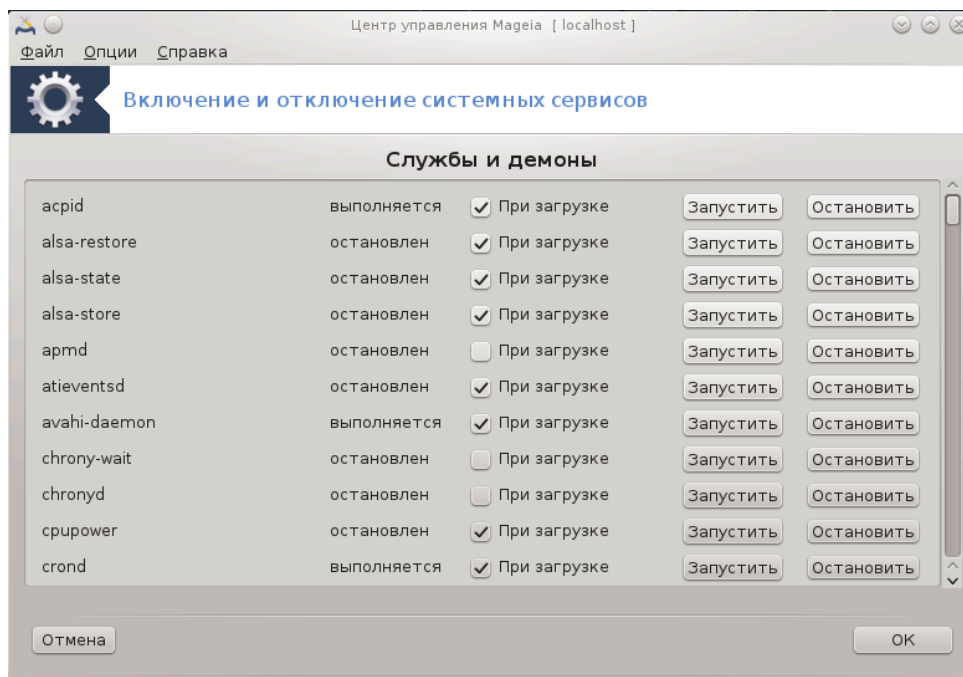 Центр управления Mageia [ localhost ]
Файл Опции Справка
Включение и отключение системных сервисов
Службы и демоны
acpid выполняется При загрузке Запустить Остановить
alsa-restore остановлен При загрузке Запустить Остановить
alsa-state остановлен При загрузке Запустить Остановить
alsa-store остановлен При загрузке Запустить Остановить
apmd остановлен При загрузке Запустить Остановить
atieventsd остановлен При загрузке Запустить Остановить
avahi-daemon выполняется При загрузке Запустить Остановить
chrony-wait остановлен При загрузке Запустить Остановить
chronyd остановлен При загрузке Запустить Остановить
cpupower остановлен При загрузке Запустить Остановить
crond выполняется При загрузке Запустить Остановить
Отмена OK